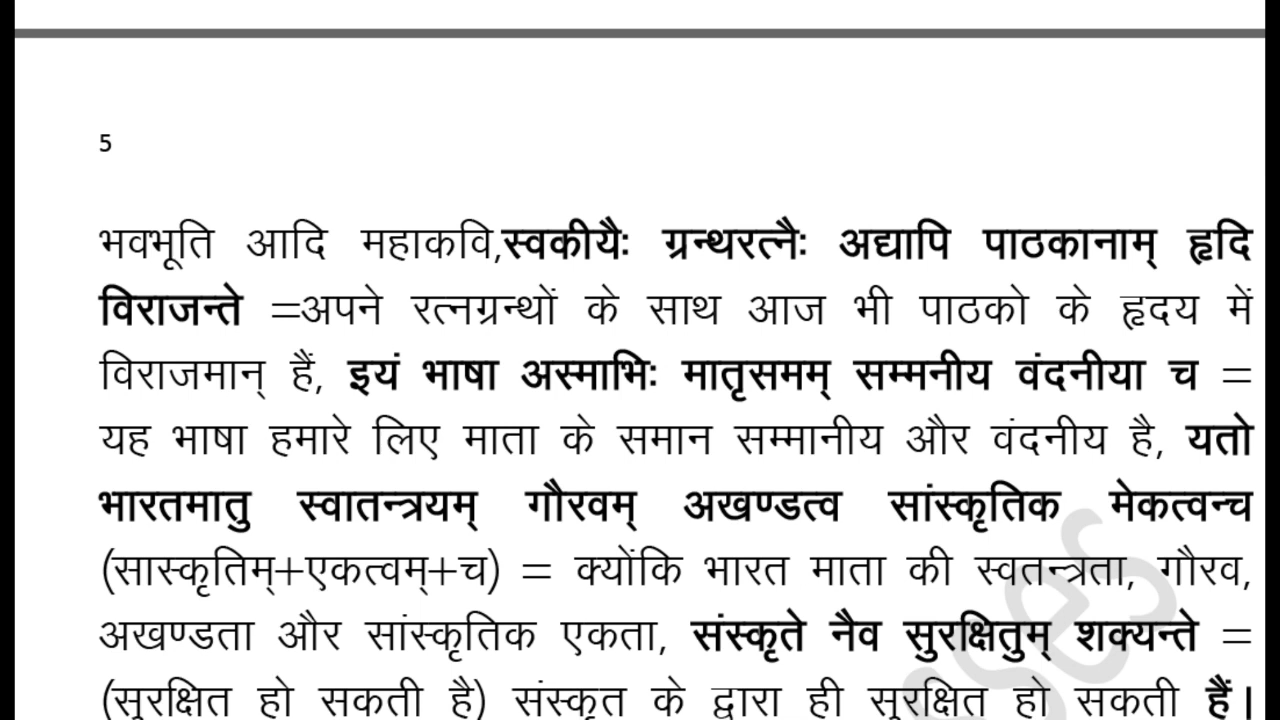 5
भवभूति आदि महाकवि,स्वकीयैः ग्रन्थरत्नैः अद्यापि पाठकानाम् हृदि
विराजन्ते =अपने रत्नग्रन्थों के साथ आज भी पाठको के हृदय में
विराजमान् हैं, इयं भाषा अस्माभिः मातृसमम् सम्मनीय वंदनीया च =
यह भाषा हमारे लिए माता के समान सम्मानीय और वंदनीय है, यतो
भारतमातु स्वातन्त्रयम् गौरवम् अखण्डत्व सांस्कृतिक मेकत्वन्च
(सास्कृतिम्+एकत्वम्+च) = क्योंकि भारत माता की स्वतन्त्रता, गौरव,
अखण्डता और सांस्कृतिक एकता, संस्कृते नैव सुरक्षितुम् शक्यन्ते =
(सुरक्षित हो सकती है) संस्कृत के द्वारा ही सुरक्षित हो सकती हैं।